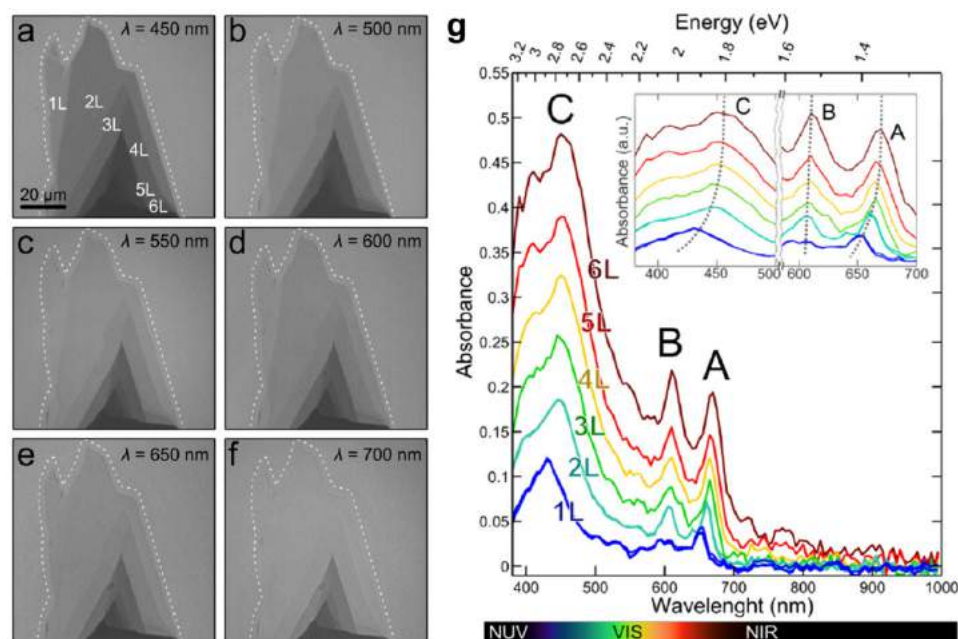 a
λ = 450 nm
1L
2L
3L
4L
5L
6L
20 μm
b
λ = 500 nm
c
λ = 550 nm
d
λ = 600 nm
e
λ = 650 nm
f
λ = 700 nm
g
Energy (eV)
3.2 3 2.8 2.6 2.4 2.2 2 1.8 1.6 1.4
0.55
0.5
0.45
0.4
0.35
0.3
0.25
0.2
0.15
0.1
0.05
0
Absorbance
C
B
A
6L
5L
4L
3L
2L
1L
Absorbance (a.u.)
C
B
A
400 450 500 600 650 700
400 500 600 700 800 900 1000
Wavelenght (nm)
NUV VIS NIR